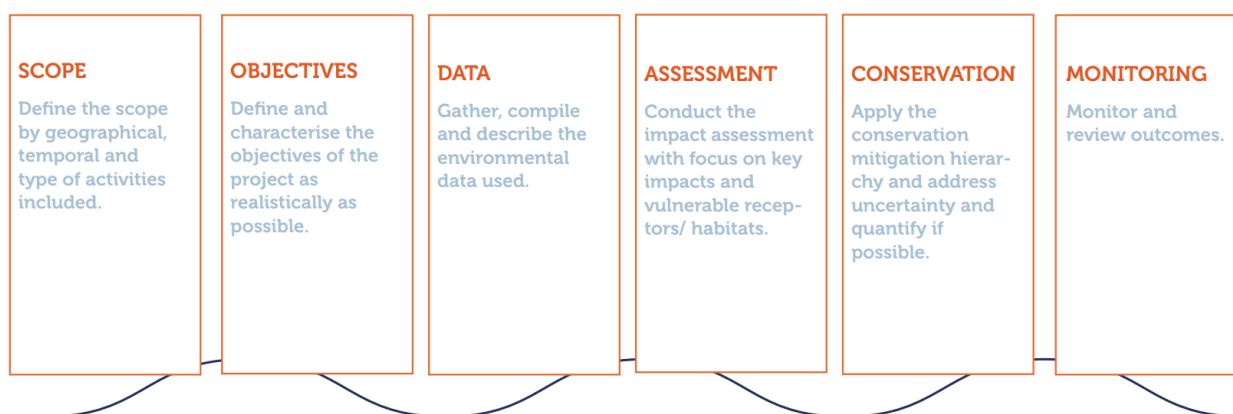 SCOPE
Define the scope
by geographical,
temporal and
type of activities
included.
OBJECTIVES
Define and
characterise the
objectives of the
project as
realistically as
possible.
DATA
Gather, compile
and describe the
environmental
data used.
ASSESSMENT
Conduct the
impact assessment
with focus on key
impacts and
vulnerable recep-
tors/ habitats.
CONSERVATION
Apply the
conservation
mitigation hierar-
chy and address
uncertainty and
quantify if
possible.
MONITORING
Monitor and
review outcomes.